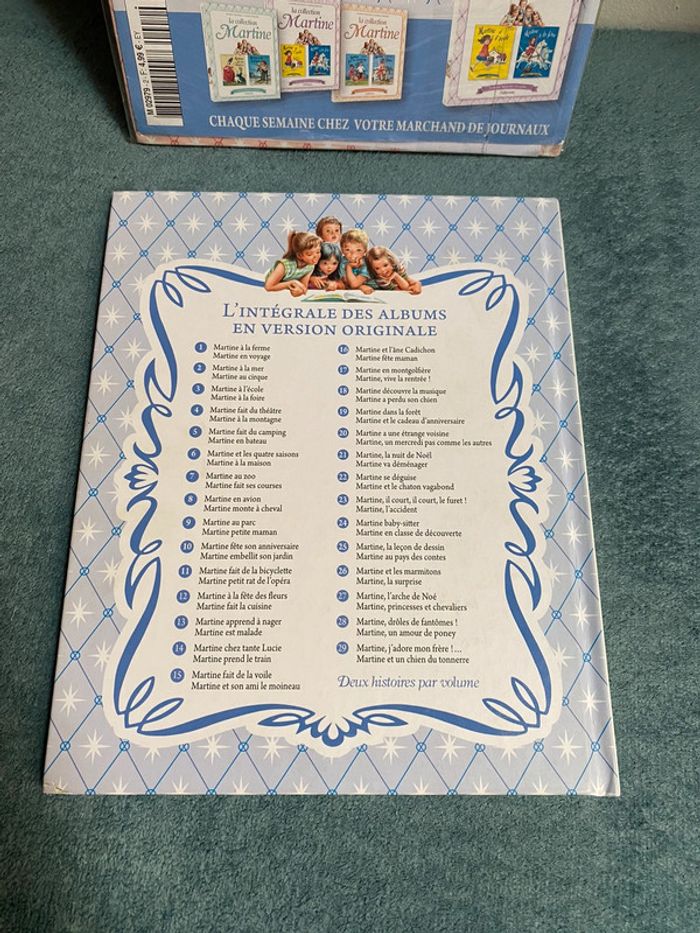 la collection
Martine
la collection
Martine
la collection
Martine
M 02979 - 2 - F: 4,99 € - EY
CHAQUE SEMAINE CHEZ VOTRE MARCHAND DE JOURNAUX
L'INTÉGRALE DES ALBUMS
EN VERSION ORIGINALE
1 Martine à la ferme
Martine en voyage
2 Martine à la mer
Martine au cirque
3 Martine à l'école
Martine à la foire
4 Martine fait du théâtre
Martine à la montagne
5 Martine fait du camping
Martine en bateau
6 Martine et les quatre saisons
Martine à la maison
7 Martine au zoo
Martine fait ses courses
8 Martine en avion
Martine monte à cheval
9 Martine au parc
Martine petite maman
10 Martine fête son anniversaire
Martine embellit son jardin
11 Martine fait de la bicyclette
Martine petit rat de l'opéra
12 Martine à la fête des fleurs
Martine fait la cuisine
13 Martine apprend à nager
Martine est malade
14 Martine chez tante Lucie
Martine prend le train
15 Martine fait de la voile
Martine et son ami le moineau
16 Martine et l'âne Cadichon
Martine fête maman
17 Martine en montgolfière
Martine, vive la rentrée !
18 Martine découvre la musique
Martine a perdu son chien
19 Martine dans la forêt
Martine et le cadeau d'anniversaire
20 Martine a une étrange voisine
Martine, un mercredi pas comme les autres
21 Martine, la nuit de Noël
Martine va déménager
22 Martine se déguise
Martine et le chaton vagabond
23 Martine, il court, il court, le furet !
Martine, l'accident
24 Martine baby-sitter
Martine en classe de découverte
25 Martine, la leçon de dessin
Martine au pays des contes
26 Martine et les marmitons
Martine, la surprise
27 Martine, l'arche de Noé
Martine, princesses et chevaliers
28 Martine, drôles de fantômes !
Martine, un amour de poney
29 Martine, j'adore mon frère !...
Martine et un chien du tonnerre
Deux histoires par volume